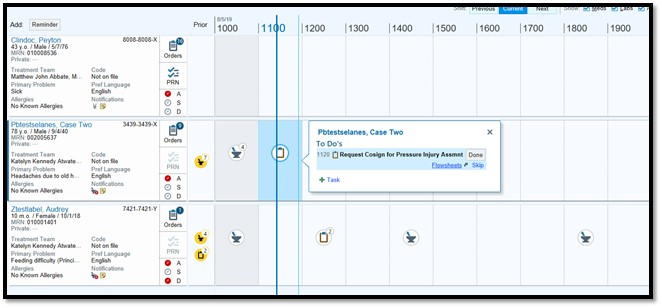 Shift: Previous Current Next Show: Meds Labs
Add: Reminder Prior
8/5/19
1000 1100 1200 1300 1400 1500 1600 1700 1800 1900
Clindoc, Peyton 8008-8008-X
43 y.o. / Male / 5/7/76
MRN: 010008536
Private: ---
Treatment Team Code
Matthew John Abbate, M... Not on file
Primary Problem Pref Language
Sick English
Allergies Notifications
No Known Allergies
Orders
PRN
A
S
D
Pbtestselanes, Case Two 3439-3439-X
78 y.o. / Male / 9/4/40
MRN: 002005637
Private: ---
Treatment Team Code
Katelyn Kennedy Atwate... Not on file
Primary Problem Pref Language
Headaches due to old h... English
Allergies Notifications
No Known Allergies
9
Orders
PRN
A
S
D
7
4
Pbtestselanes, Case Two
To Do's
1120 Request Cosign for Pressure Injury Assmt Done
Flowsheets Skip
+ Task
Ztestlabel, Audrey 7421-7421-Y
10 m.o. / Female / 10/1/18
MRN: 010001401
Private: ---
Treatment Team Code
Katelyn Kennedy Atwate... Not on file
Primary Problem Pref Language
Feeding difficulty (Princi... English
Allergies Notifications
No Known Allergies
Orders
PRN
A
S
D
4
2
2